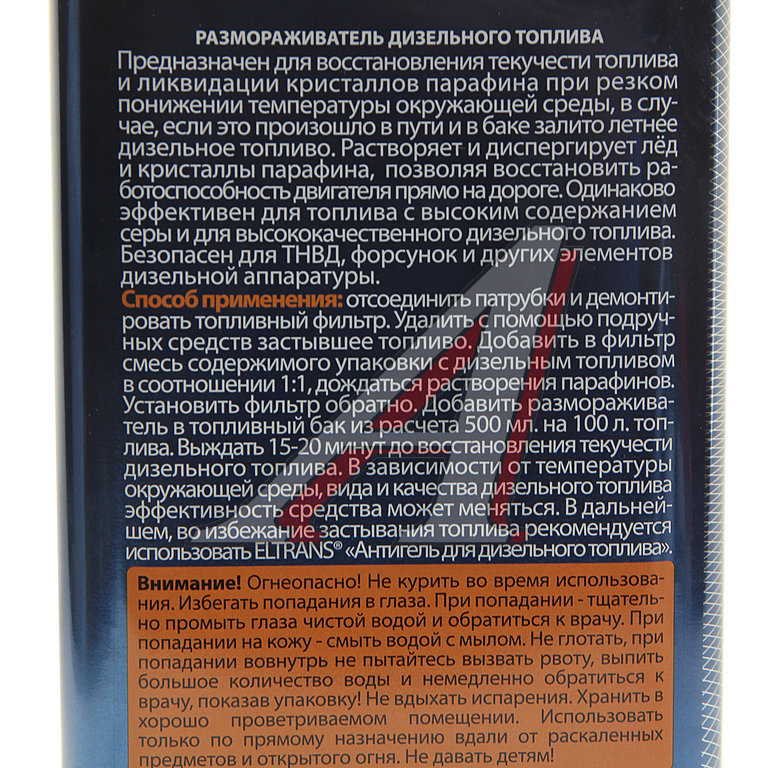 РАЗМОРАЖИВАТЕЛЬ ДИЗЕЛЬНОГО ТОПЛИВА
Предназначен для восстановления текучести топлива
и ликвидации кристаллов парафина при резком
понижении температуры окружающей среды, в слу-
чае, если это произошло в пути и в баке залито летнее
дизельное топливо. Растворяет и диспергирует лёд
и кристаллы парафина, позволяя восстановить ра-
ботоспособность двигателя прямо на дороге. Одинаково
эффективен для топлива с высоким содержанием
серы и для высококачественного дизельного топлива.
Безопасен для ТНВД, форсунок и других элементов
дизельной аппаратуры.
Способ применения: отсоединить патрубки и демонти-
ровать топливный фильтр. Удалить с помощью подруч-
ных средств застывшее топливо. Добавить в фильтр
смесь содержимого упаковки с дизельным топливом
в соотношении 1:1, дождаться растворения парафинов.
Установить фильтр обратно. Добавить разморажива-
тель в топливный бак из расчета 500 мл. на 100 л. топ-
лива. Выждать 15-20 минут до восстановления текучести
дизельного топлива. В зависимости от температуры
окружающей среды, вида и качества дизельного топлива
эффективность средства может меняться. В дальней-
шем, во избежание застывания топлива рекомендуется
использовать ELTRANS® «Антигель для дизельного топлива».
Внимание! Огнеопасно! Не курить во время использова-
ния. Избегать попадания в глаза. При попадании - тщатель-
но промыть глаза чистой водой и обратиться к врачу. При
попадании на кожу - смыть водой с мылом. Не глотать, при
попадании вовнутрь не пытайтесь вызвать рвоту, выпить
большое количество воды и немедленно обратиться к
врачу, показав упаковку! Не вдыхать испарения. Хранить в
хорошо проветриваемом помещении. Использовать
только по прямому назначению вдали от раскаленных
предметов и открытого огня. Не давать детям!